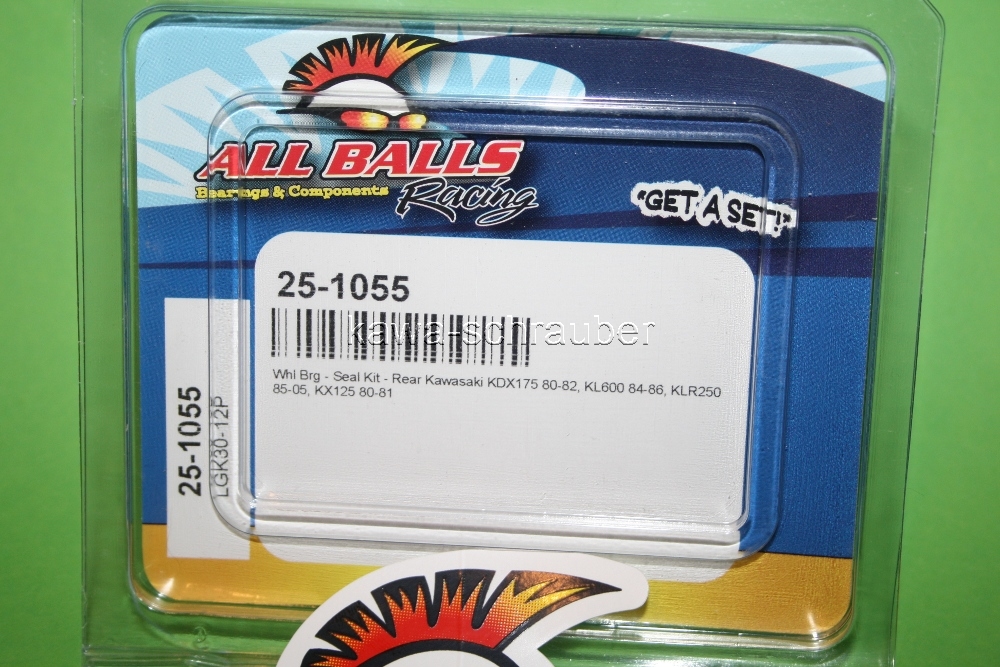 ALL BALLS
Bearings & Components
Racing
"GET A SET!"
25-1055
kawa-schrauber
Whl Brg - Seal Kit - Rear Kawasaki KDX175 80-82, KL600 84-86, KLR250
85-05, KX125 80-81
25-1055
LGK30-12P